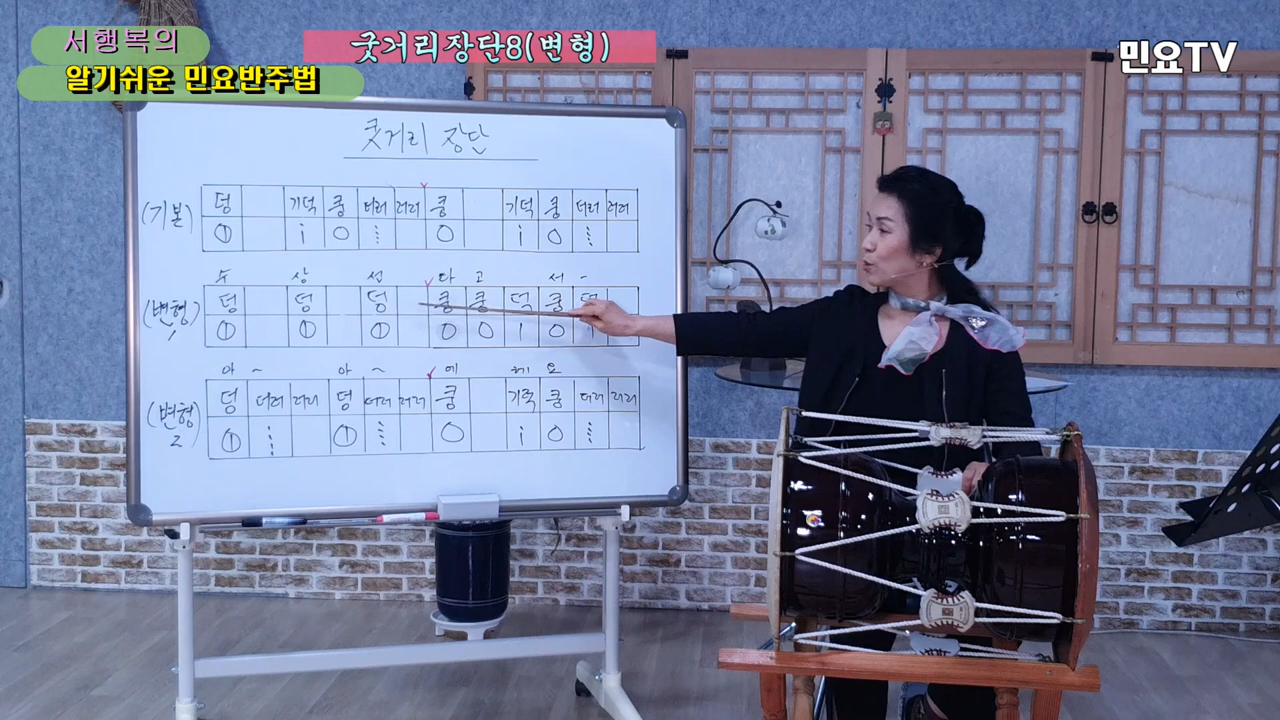 서행복의
알기쉬운 민요반주법
굿거리장단8(변형)
민요TV
굿거리 장단
(기본) 덩 기덕 쿵 더러 러러 쿵 기덕 쿵 더러 러러
수 상 섬 다 고 서 -
(변형1) 덩 덩 덩 쿵 쿵 덕 쿵
아 ~ 아 ~ 에 헤 요
(변형2) 덩 더러 러러 덩 더러 러러 쿵 기덕 쿵 더러 러러